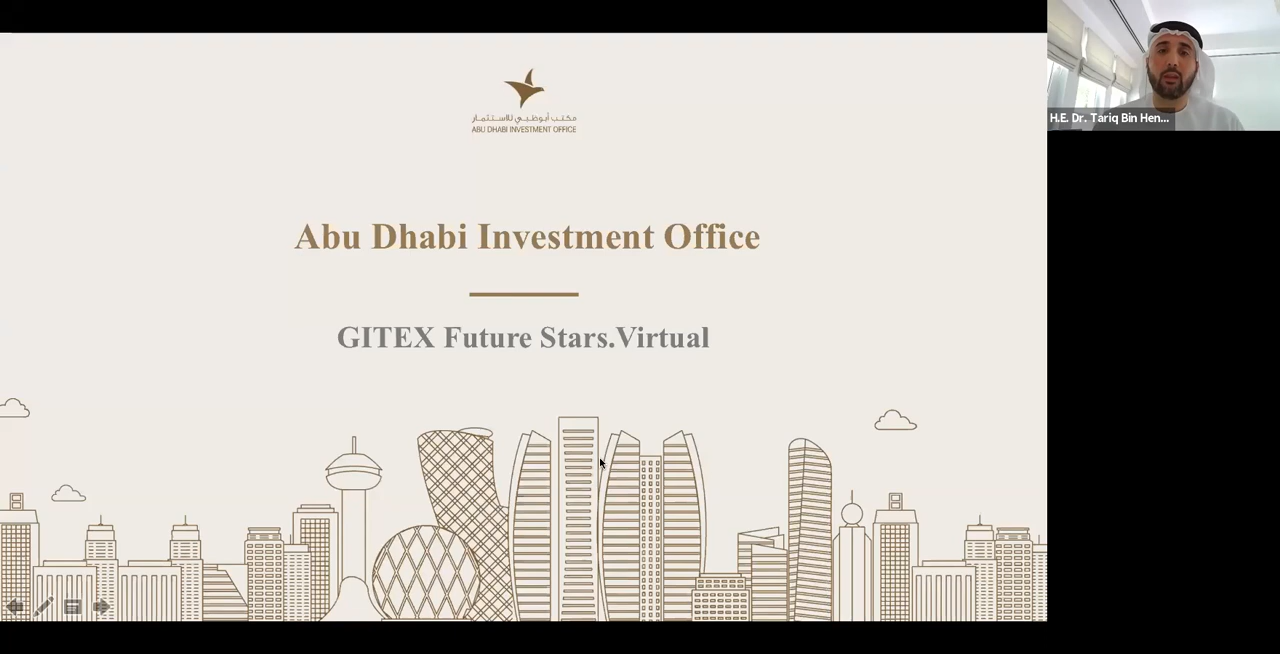 مكتب أبوظبي للاستثمار
ABU DHABI INVESTMENT OFFICE
Abu Dhabi Investment Office
GITEX Future Stars.Virtual
H.E. Dr. Tariq Bin Hen...